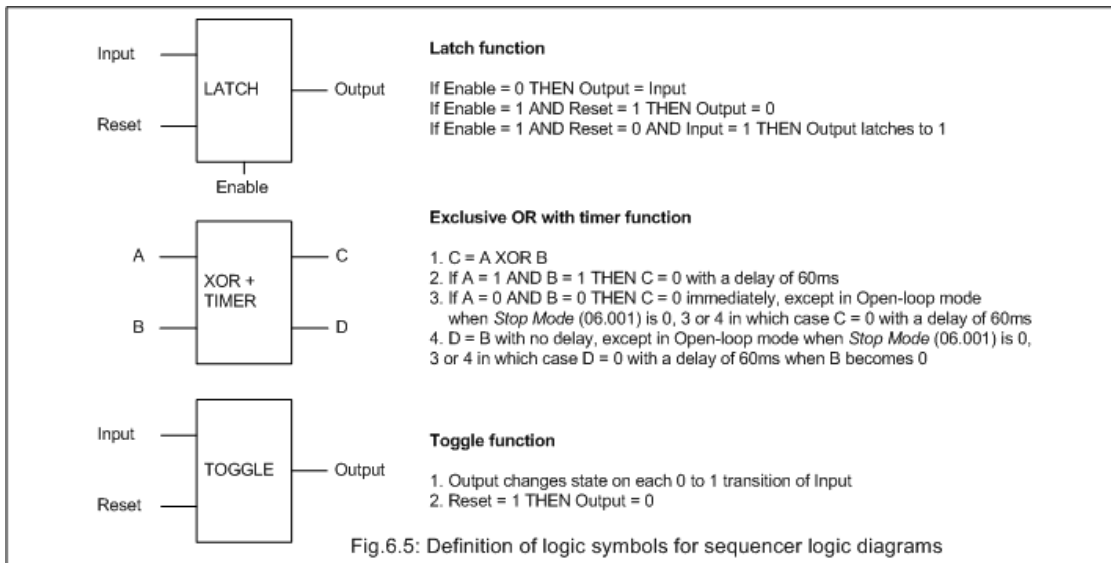 Input
LATCH
Output
Reset
Enable
Latch function
If Enable = 0 THEN Output = Input
If Enable = 1 AND Reset = 1 THEN Output = 0
If Enable = 1 AND Reset = 0 AND Input = 1 THEN Output latches to 1
A
C
XOR +
TIMER
B
D
Exclusive OR with timer function
1. C = A XOR B
2. If A = 1 AND B = 1 THEN C = 0 with a delay of 60ms
3. If A = 0 AND B = 0 THEN C = 0 immediately, except in Open-loop mode
when Stop Mode (06.001) is 0, 3 or 4 in which case C = 0 with a delay of 60ms
4. D = B with no delay, except in Open-loop mode when Stop Mode (06.001) is 0,
3 or 4 in which case D = 0 with a delay of 60ms when B becomes 0
Input
TOGGLE
Output
Reset
Toggle function
1. Output changes state on each 0 to 1 transition of Input
2. Reset = 1 THEN Output = 0
Fig.6.5: Definition of logic symbols for sequencer logic diagrams